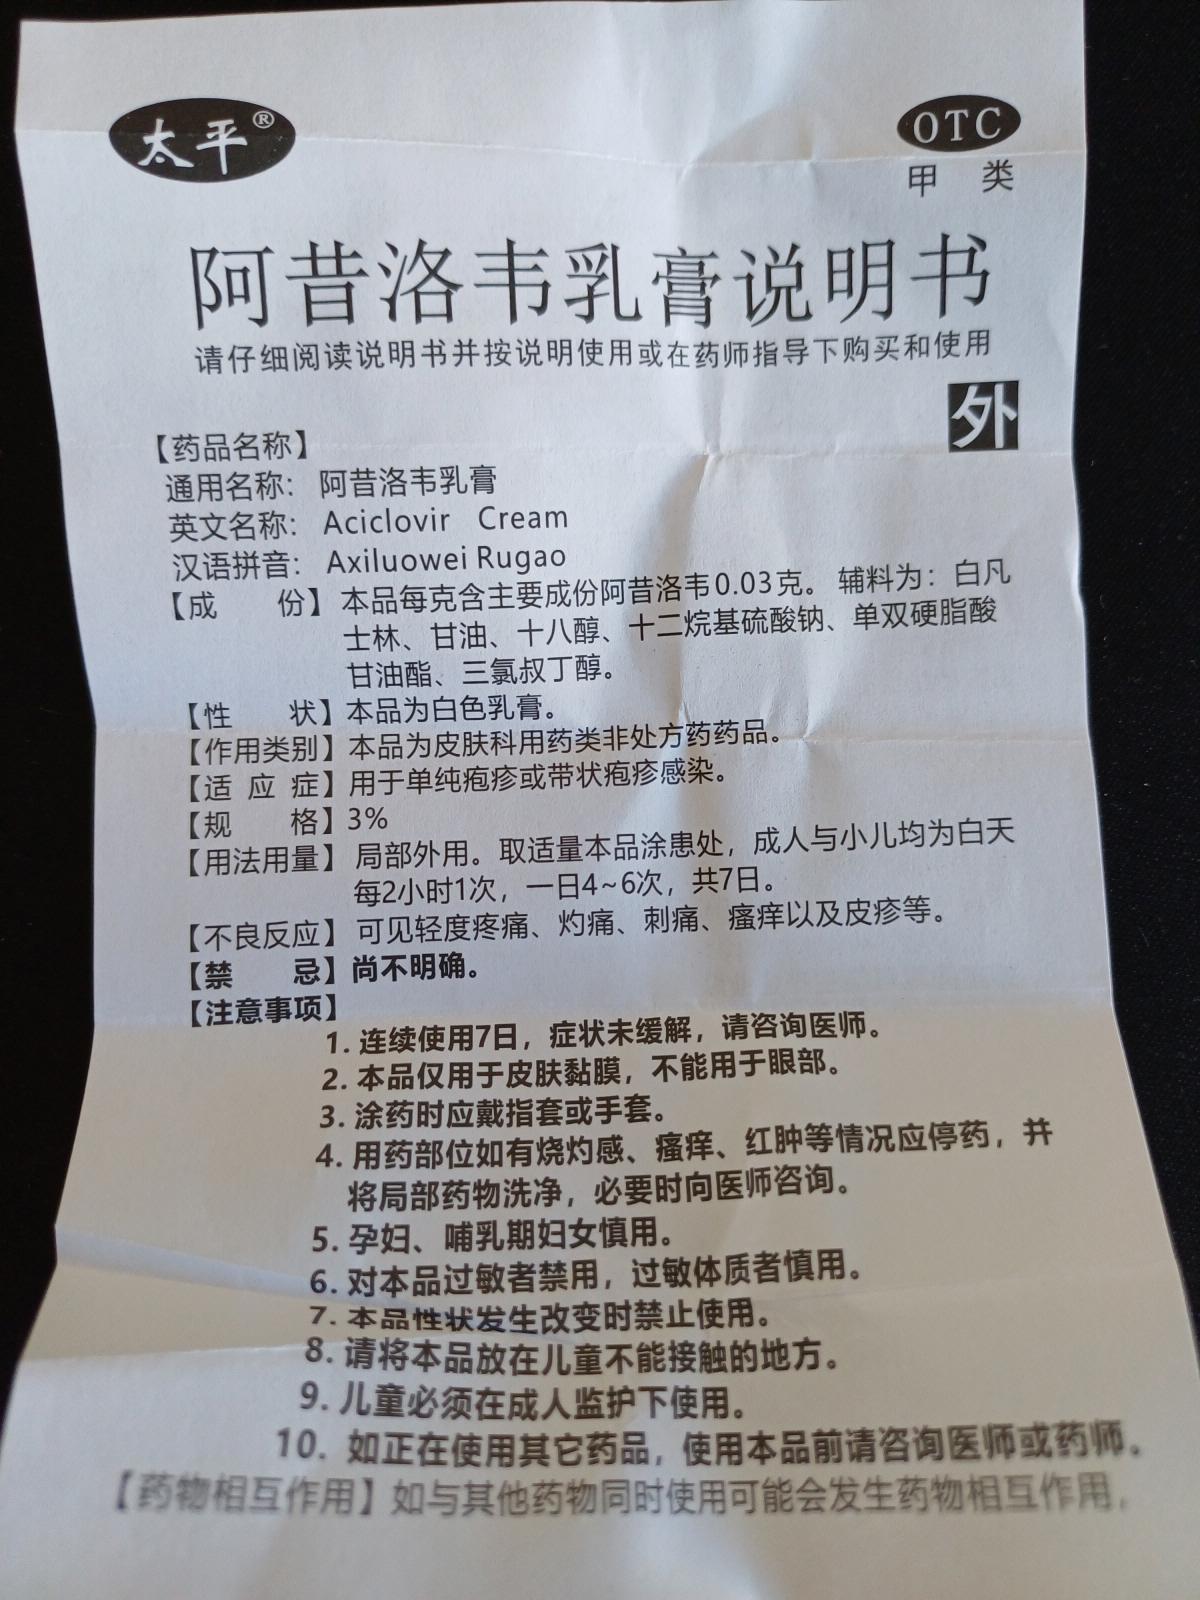 太平®
OTC
甲 类
阿昔洛韦乳膏说明书
请仔细阅读说明书并按说明使用或在药师指导下购买和使用
外
【药品名称】
通用名称: 阿昔洛韦乳膏
英文名称: Aciclovir Cream
汉语拼音: Axiluowei Rugao
【成 份】本品每克含主要成份阿昔洛韦0.03克。 辅料为: 白凡
士林、甘油、十八醇、十二烷基硫酸钠、单双硬脂酸
甘油酯、三氯叔丁醇。
【性 状】本品为白色乳膏。
【作用类别】本品为皮肤科用药类非处方药药品。
【适 应 症】用于单纯疱疹或带状疱疹感染。
【规 格】3%
【用法用量】局部外用。取适量本品涂患处，成人与小儿均为白天
每2小时1次，一日4~6次，共7日。
【不良反应】可见轻度疼痛、灼痛、刺痛、瘙痒以及皮疹等。
【禁 忌】尚不明确。
【注意事项】
1. 连续使用7日，症状未缓解，请咨询医师。
2. 本品仅用于皮肤黏膜，不能用于眼部。
3. 涂药时应戴指套或手套。
4. 用药部位如有烧灼感、瘙痒、红肿等情况应停药，并
将局部药物洗净，必要时向医师咨询。
5. 孕妇、哺乳期妇女慎用。
6. 对本品过敏者禁用，过敏体质者慎用。
7. 本品性状发生改变时禁止使用。
8. 请将本品放在儿童不能接触的地方。
9. 儿童必须在成人监护下使用。
10. 如正在使用其它药品，使用本品前请咨询医师或药师。
【药物相互作用】如与其他药物同时使用可能会发生药物相互作用，